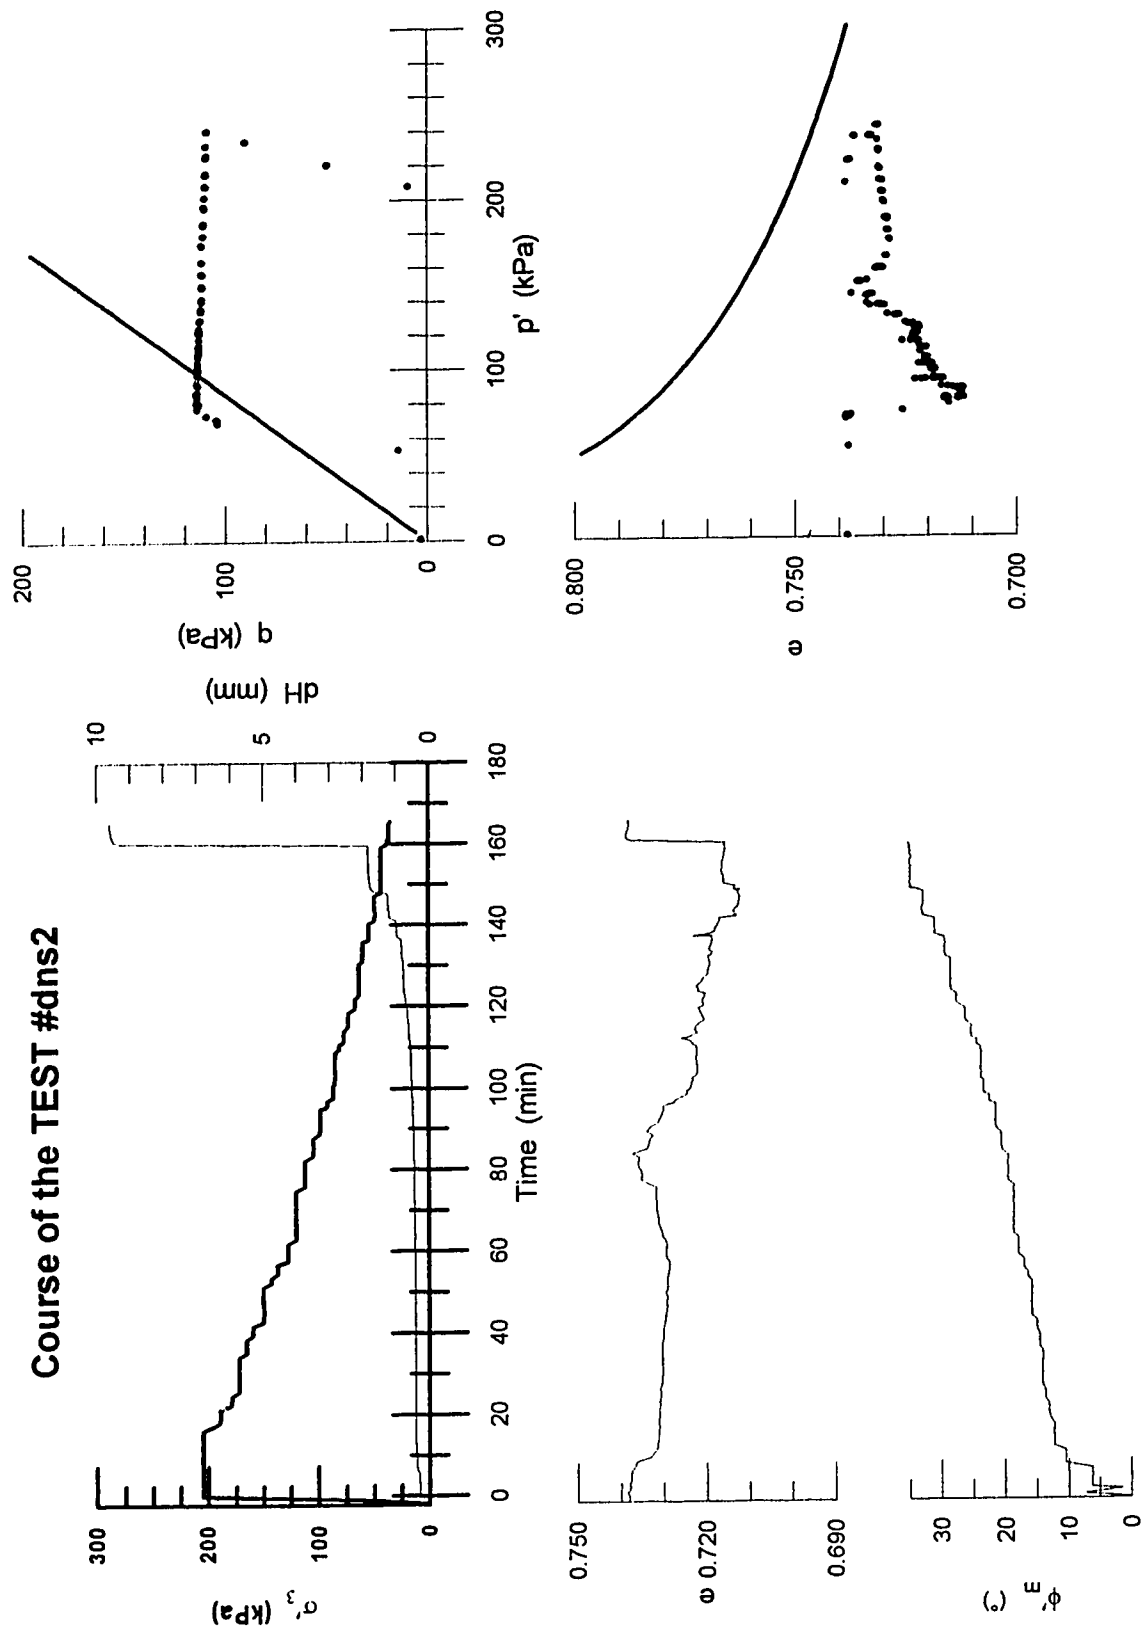 Course of the TEST #dns2
σ'3 (kPa)
300
200
100
0
dH (mm)
10
5
0
0 20 40 60 80 100 120 140 160 180
Time (min)
e
0.750
0.720
0.690
φ'm (°)
30
10
0
q (kPa)
200
100
0
0 100 200 300
p' (kPa)
e
0.800
0.750
0.700